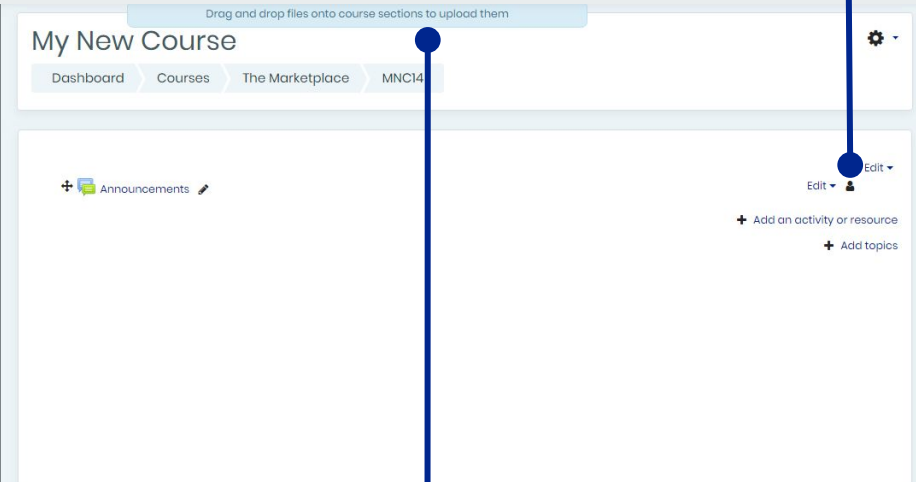 Drag and drop files onto course sections to upload them
My New Course
Dashboard Courses The Marketplace MNC14
Edit
Announcements Edit
Add an activity or resource
Add topics